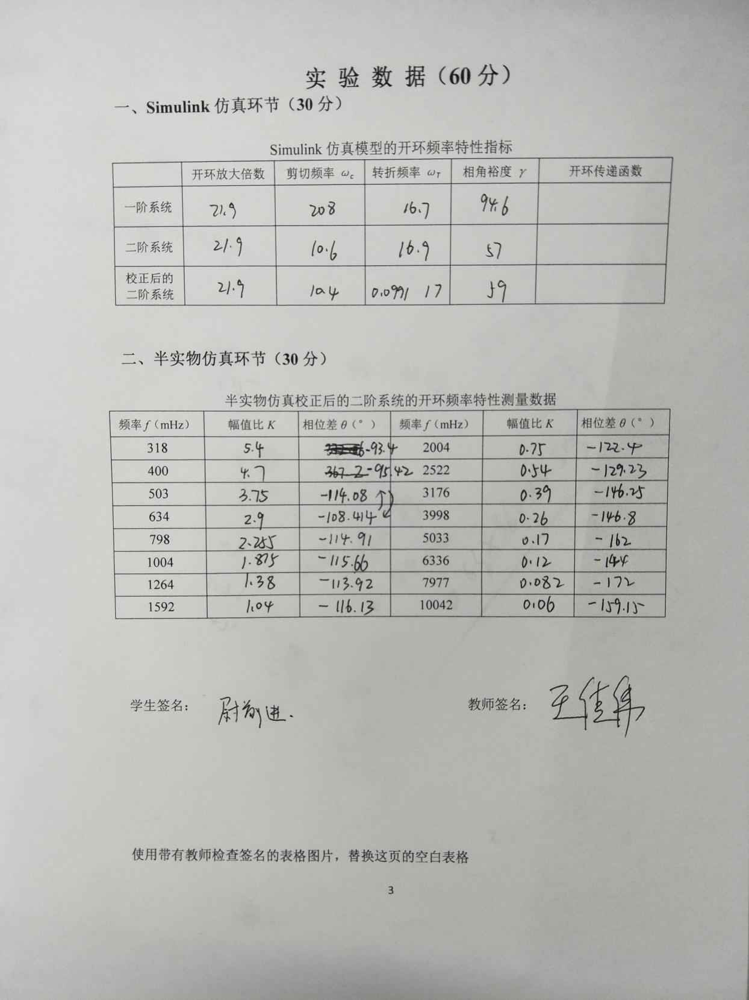 实 验 数 据（60 分）
一、Simulink 仿真环节（30 分）
Simulink 仿真模型的开环频率特性指标
开环放大倍数 剪切频率 ωc 转折频率 ωT 相角裕度 γ 开环传递函数
一阶系统 21.9 208 16.7 94.6
二阶系统 21.9 10.6 16.9 57
校正后的
二阶系统 21.9 10.4 0.0991 17 59
二、半实物仿真环节（30 分）
半实物仿真校正后的二阶系统的开环频率特性测量数据
频率 f（mHz） 幅值比 K 相位差 θ（°） 频率 f（mHz） 幅值比 K 相位差 θ（°）
318 5.4 -93.4 2004 0.75 -122.4
400 4.7 367.2 -95.42 2522 0.54 -129.23
503 3.75 -114.08 3176 0.39 -146.25
634 2.9 -108.414 3998 0.26 -146.8
798 2.255 -114.91 5033 0.17 -162
1004 1.875 -115.66 6336 0.12 -144
1264 1.38 -113.92 7977 0.082 -172
1592 1.04 -116.13 10042 0.06 -159.15
学生签名： 尉前进. 教师签名： 王佳伟
使用带有教师检查签名的表格图片，替换这页的空白表格
3